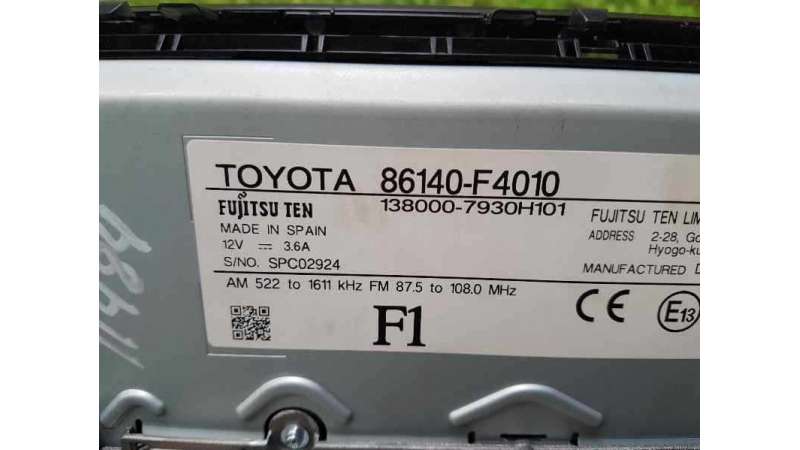 TOYOTA 86140-F4010
FUJITSU TEN 138000-7930H101
MADE IN SPAIN
12V 3.6A
S/NO. SPC02924
AM 522 to 1611 kHz FM 87.5 to 108.0 MHz
F1
FUJITSU TEN LIM
ADDRESS 2-28, Go
Hyogo-ku
MANUFACTURED D
CE E13